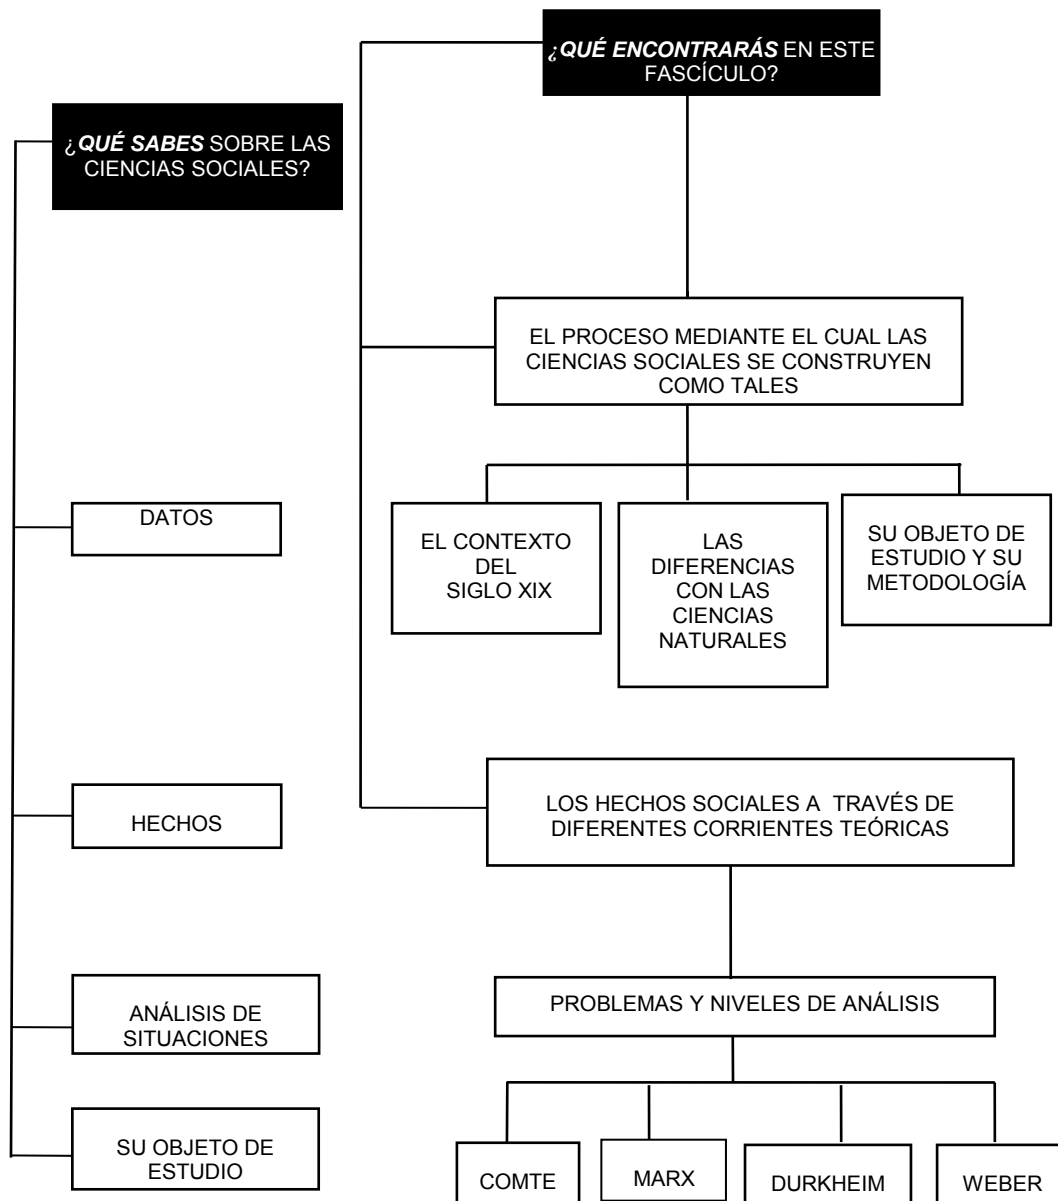 ¿QUÉ ENCONTRARÁS EN ESTE
FASCÍCULO?
¿QUÉ SABES SOBRE LAS
CIENCIAS SOCIALES?
EL PROCESO MEDIANTE EL CUAL LAS
CIENCIAS SOCIALES SE CONSTRUYEN
COMO TALES
DATOS
EL CONTEXTO
DEL
SIGLO XIX
LAS
DIFERENCIAS
CON LAS
CIENCIAS
NATURALES
SU OBJETO DE
ESTUDIO Y SU
METODOLOGÍA
HECHOS
LOS HECHOS SOCIALES A TRAVÉS DE
DIFERENTES CORRIENTES TEÓRICAS
ANÁLISIS DE
SITUACIONES
PROBLEMAS Y NIVELES DE ANÁLISIS
SU OBJETO DE
ESTUDIO
COMTE
MARX
DURKHEIM
WEBER